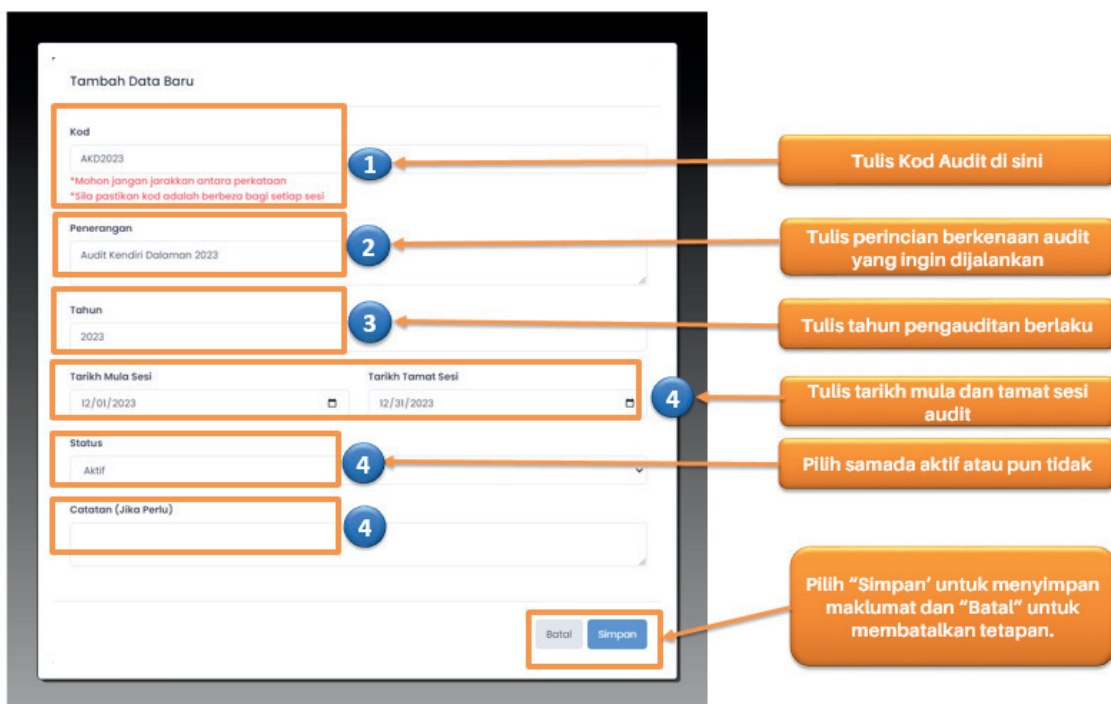 Tambah Data Baru
Kod
AKD2023
*Mohon jangan jarakkan antara perkataan
*Sila pastikan kod adalah berbeza bagi setiap sesi
1
Tulis Kod Audit di sini
Penerangan
Audit Kendiri Dalaman 2023
2
Tulis perincian berkenaan audit
yang ingin dijalankan
Tahun
2023
3
Tulis tahun pengauditan berlaku
Tarikh Mula Sesi
Tarikh Tamat Sesi
12/01/2023
12/31/2023
4
Tulis tarikh mula dan tamat sesi
audit
Status
Aktif
4
Pilih samada aktif atau pun tidak
Catatan (Jika Perlu)
4
Batal
Simpan
Pilih “Simpan’ untuk menyimpan
maklumat dan “Batal” untuk
membatalkan tetapan.